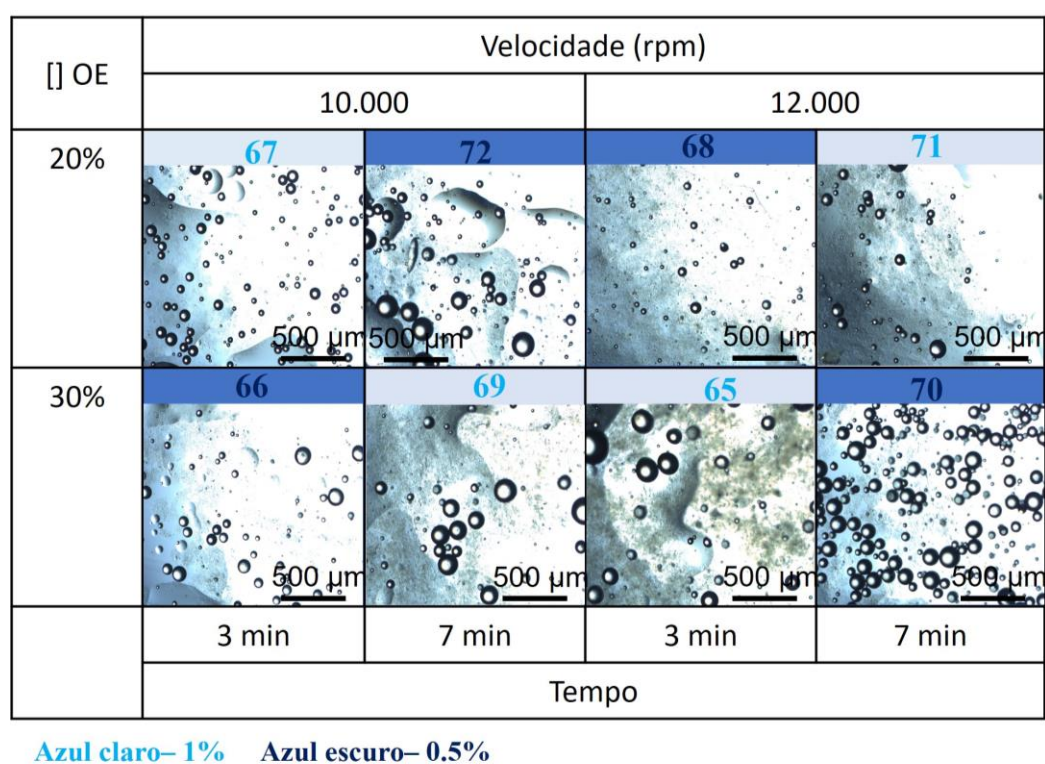 [] OE
Velocidade (rpm)
10.000
12.000
20%
67
72
68
71
500 µm
500 µm
500 µm
500 µm
30%
66
69
65
70
500 µm
500 µm
500 µm
500 µm
3 min
7 min
3 min
7 min
Tempo
Azul claro– 1% Azul escuro– 0.5%